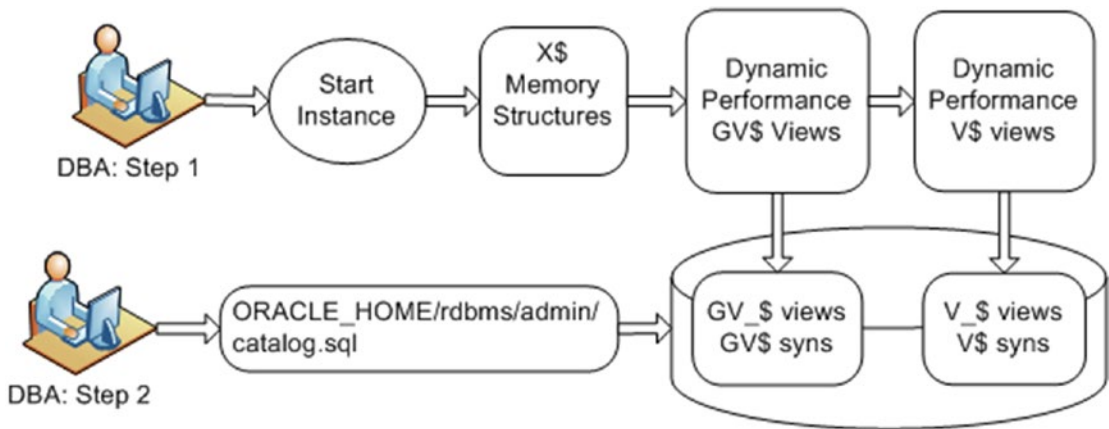 DBA: Step 1
Start
Instance
X$
Memory
Structures
Dynamic
Performance
GV$ Views
Dynamic
Performance
V$ views
DBA: Step 2
ORACLE_HOME/rdbms/admin/
catalog.sql
GV_$ views
GV$ syns
V_$ views
V$ syns